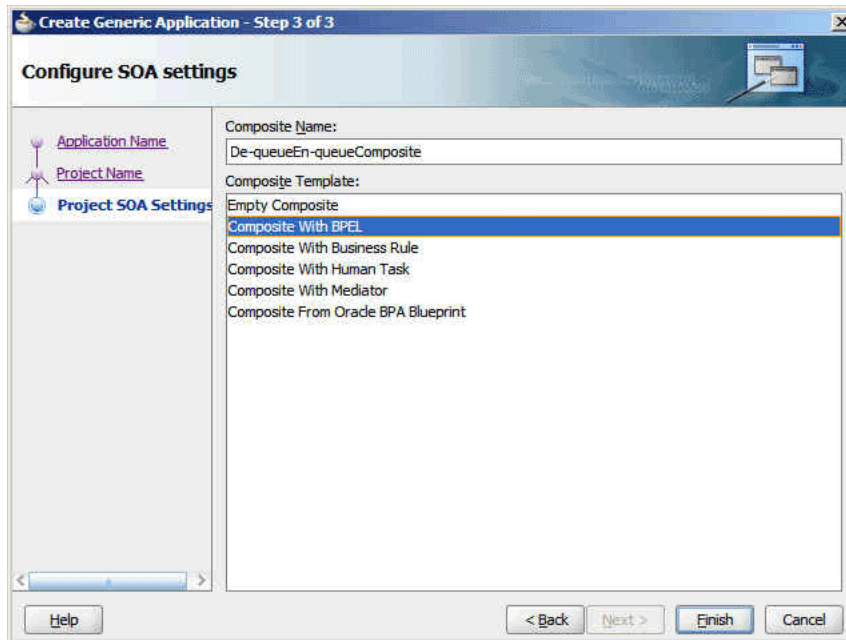 Create Generic Application - Step 3 of 3
Configure SOA settings
Application Name
Project Name
Project SOA Settings
Composite Name:
De-queueEn-queueComposite
Composite Template:
Empty Composite
Composite With BPEL
Composite With Business Rule
Composite With Human Task
Composite With Mediator
Composite From Oracle BPA Blueprint
Help
< Back
Next >
Finish
Cancel